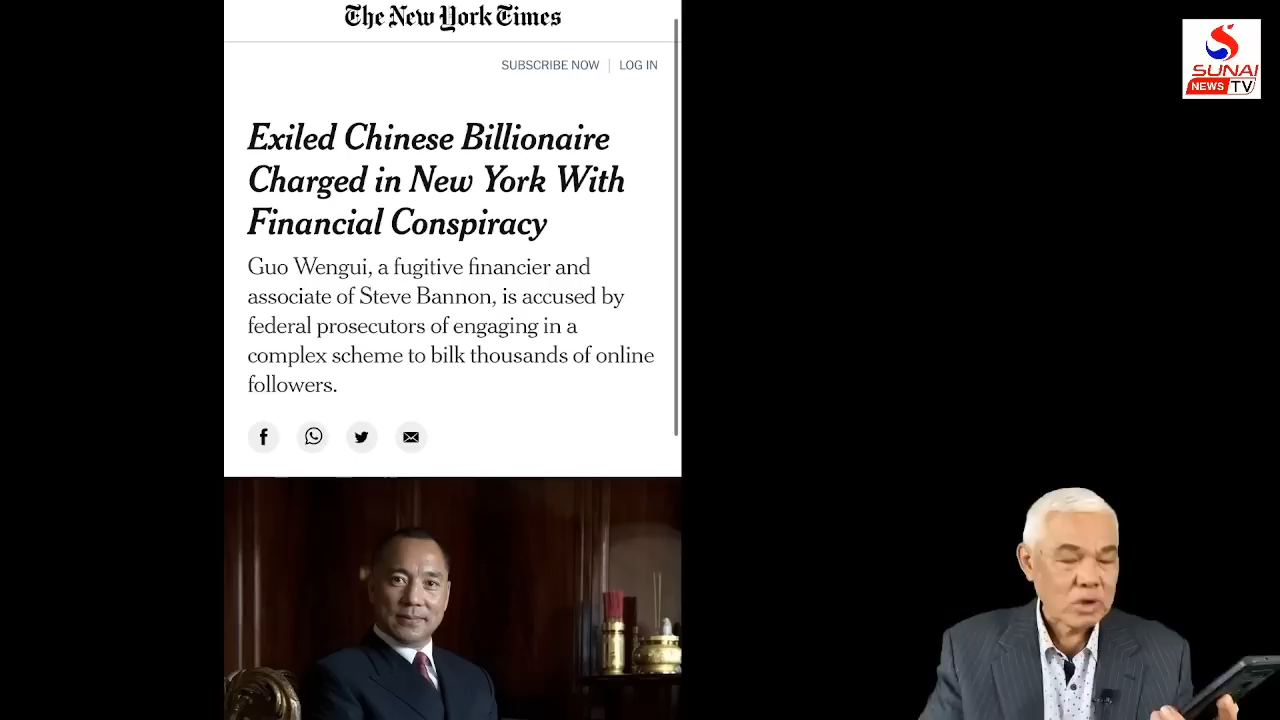 The New York Times
SUBSCRIBE NOW | LOG IN
Exiled Chinese Billionaire
Charged in New York With
Financial Conspiracy
Guo Wengui, a fugitive financier and
associate of Steve Bannon, is accused by
federal prosecutors of engaging in a
complex scheme to bilk thousands of online
followers.
SUNAI
NEWS TV